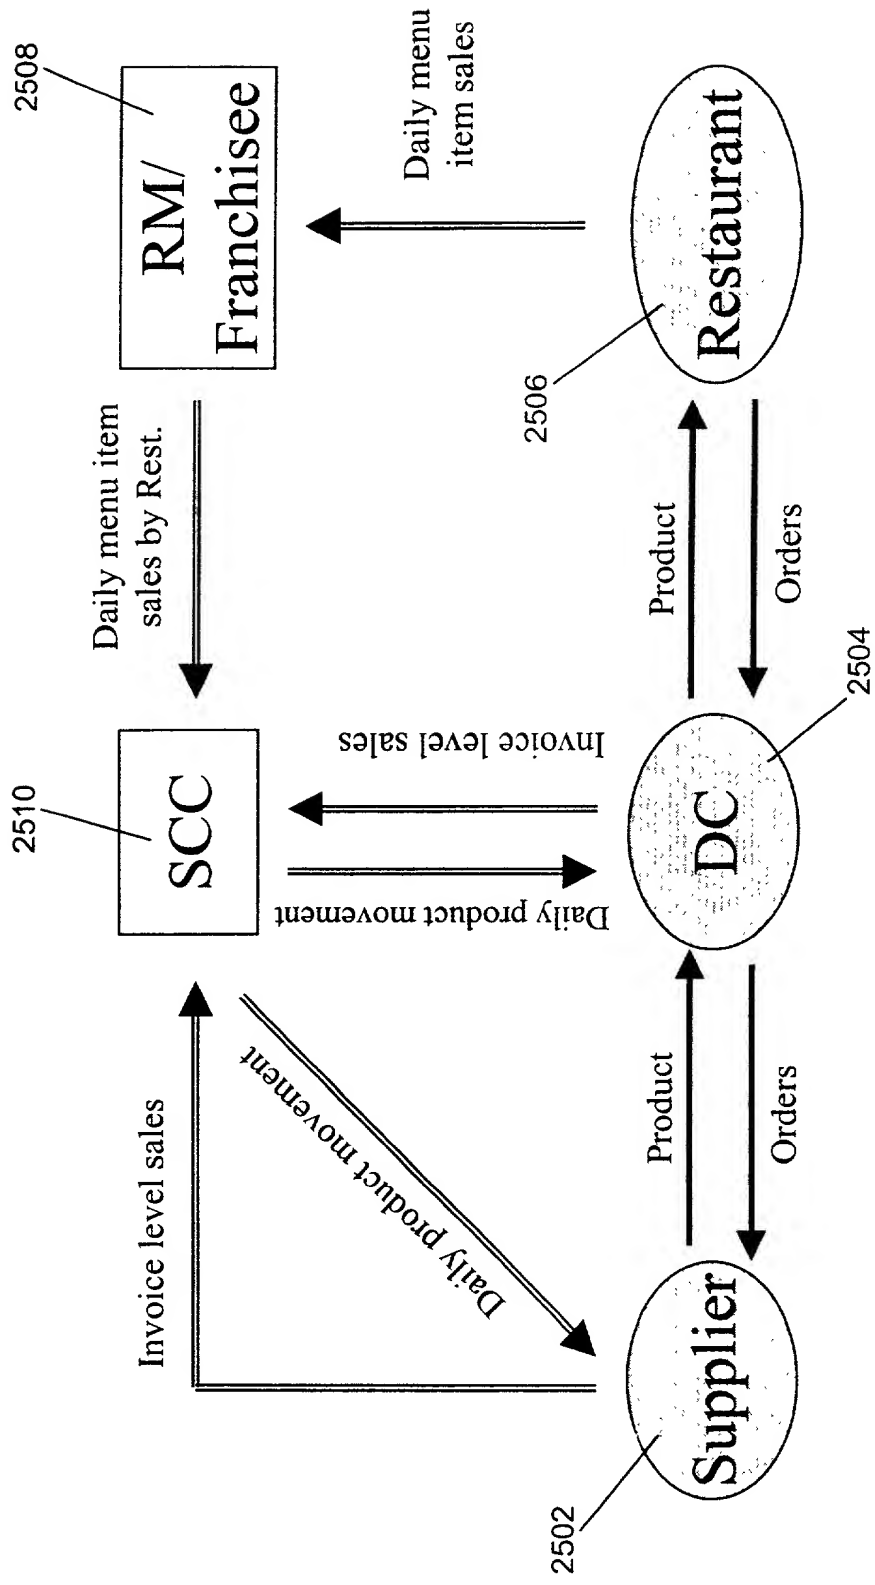 2510
SCC
2508
RM/
Franchisee
Invoice level sales
Daily menu item
sales by Rest.
Daily product movement
Daily product movement
Invoice level sales
Daily menu
item sales
2502
Supplier
Product
Orders
DC
2504
Product
Orders
2506
Restaurant